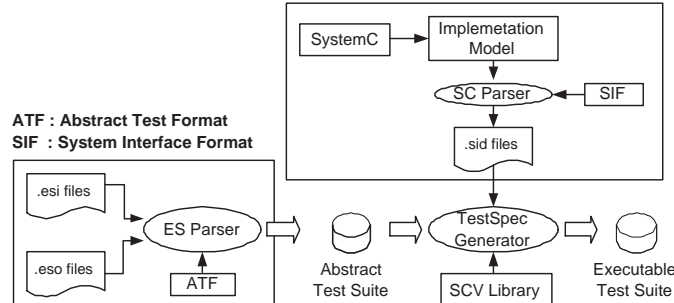 SystemC
Implemetation
Model
SC Parser
SIF
.sid files
ATF : Abstract Test Format
SIF : System Interface Format
.esi files
.eso files
ES Parser
ATF
Abstract
Test Suite
TestSpec
Generator
SCV Library
Executable
Test Suite